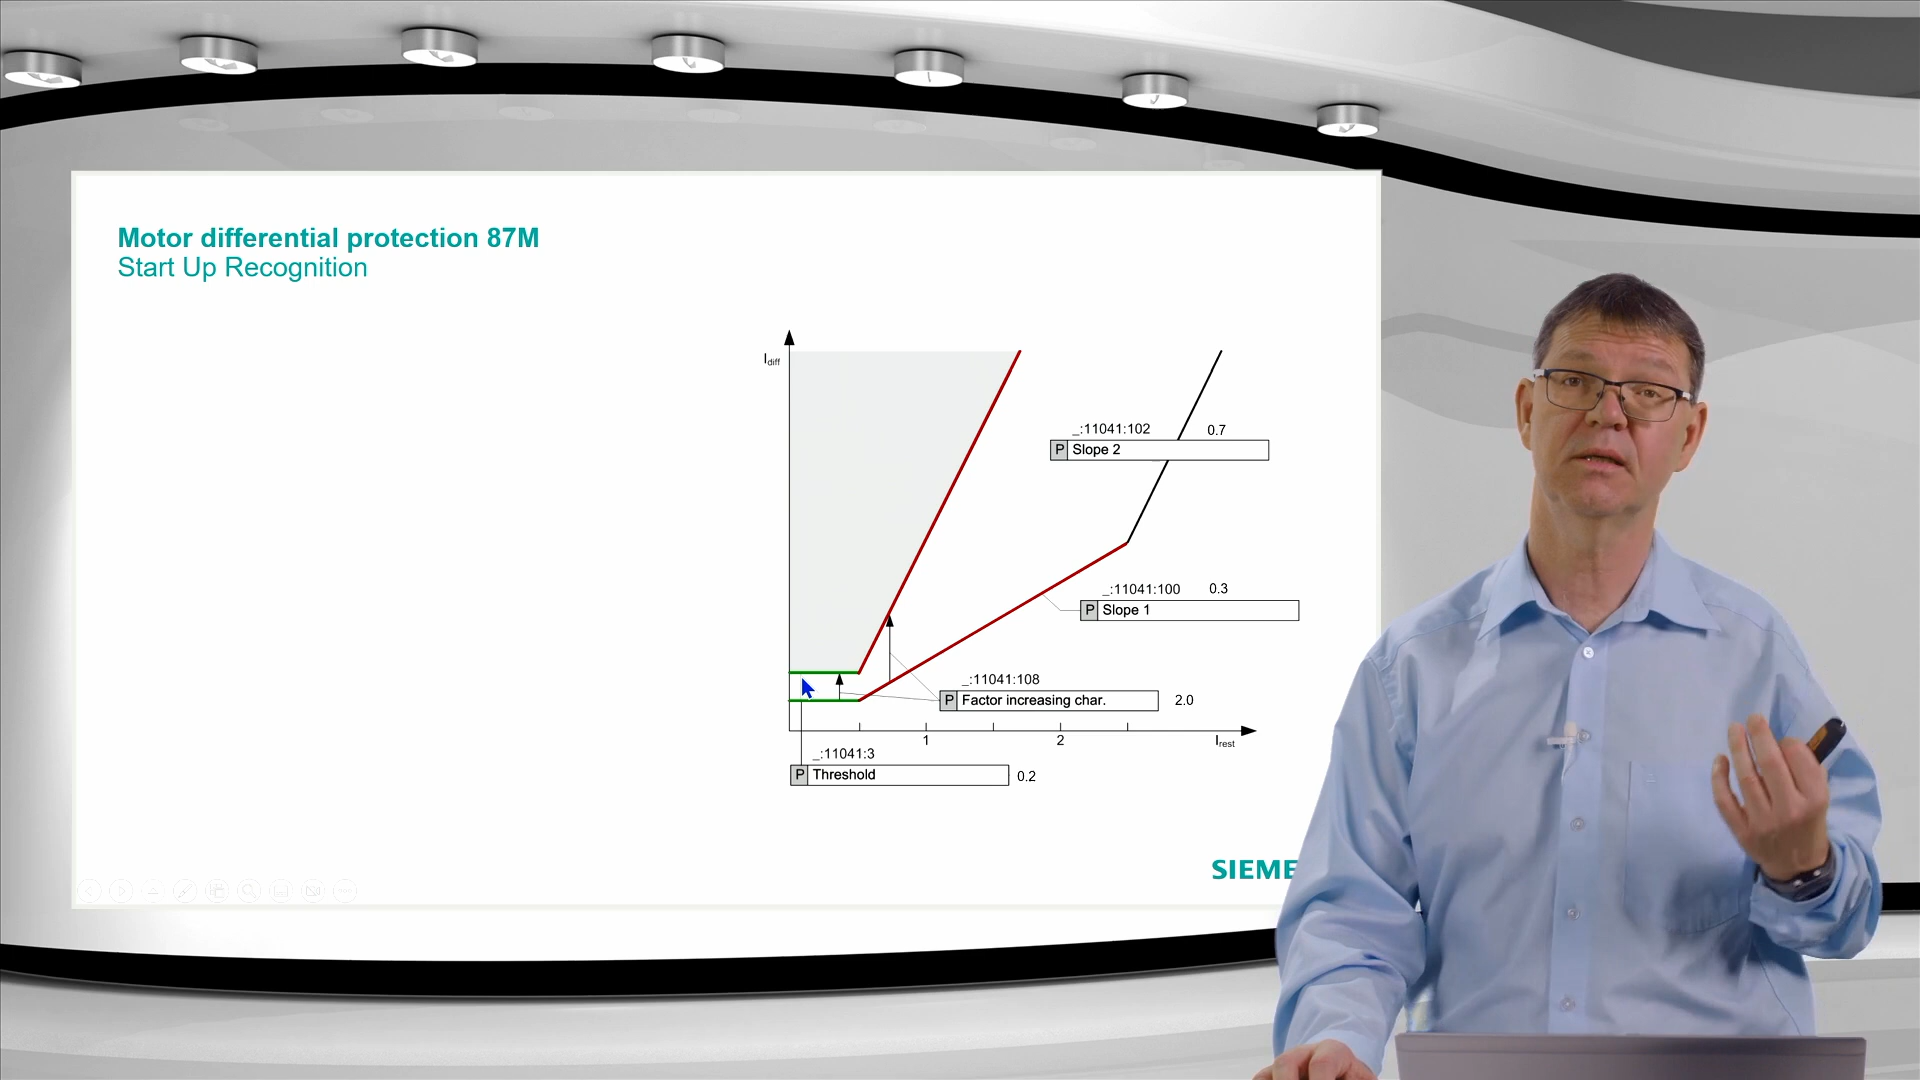 Motor differential protection 87M
Start Up Recognition
Idiff
_:11041:102 0.7
P Slope 2
_:11041:100 0.3
P Slope 1
_:11041:108
P Factor increasing char. 2.0
1 2 Irest
_:11041:3
P Threshold 0.2
SIEME